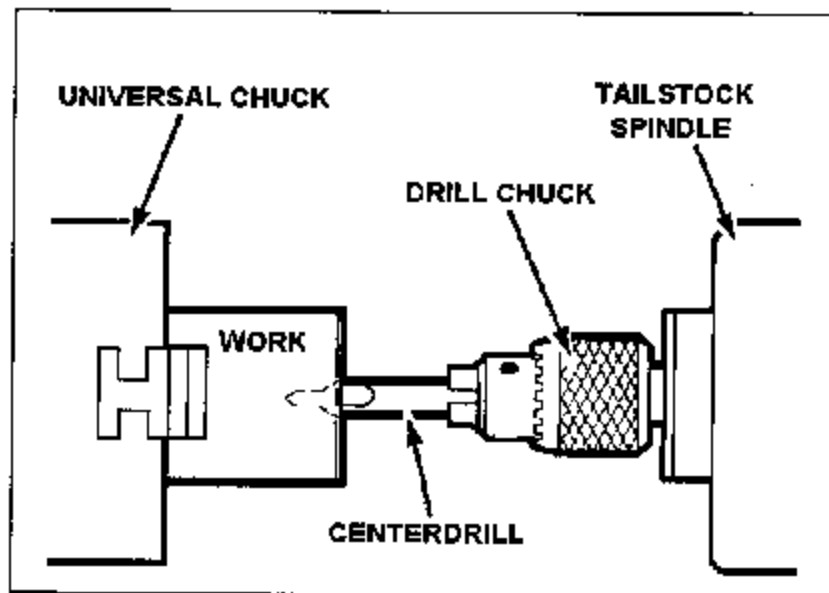 UNIVERSAL CHUCK
TAILSTOCK
SPINDLE
DRILL CHUCK
WORK
CENTERDRILL